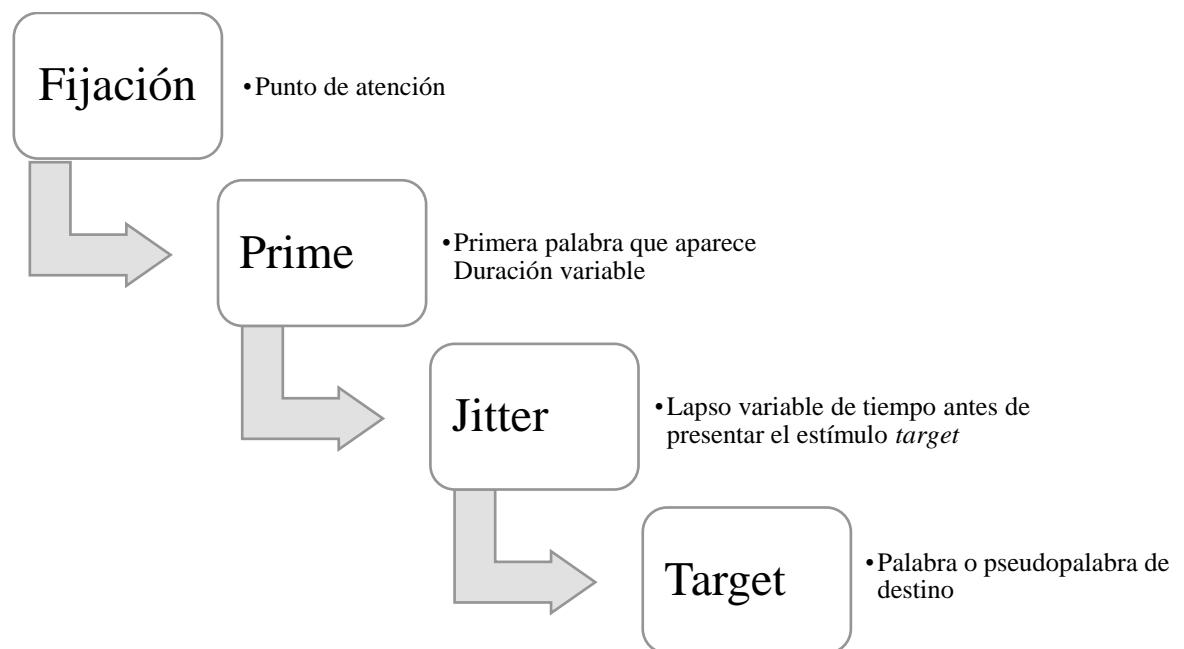 Fijación
•Punto de atención
Prime
•Primera palabra que aparece
Duración variable
Jitter
•Lapso variable de tiempo antes de
presentar el estímulo target
Target
•Palabra o pseudopalabra de
destino